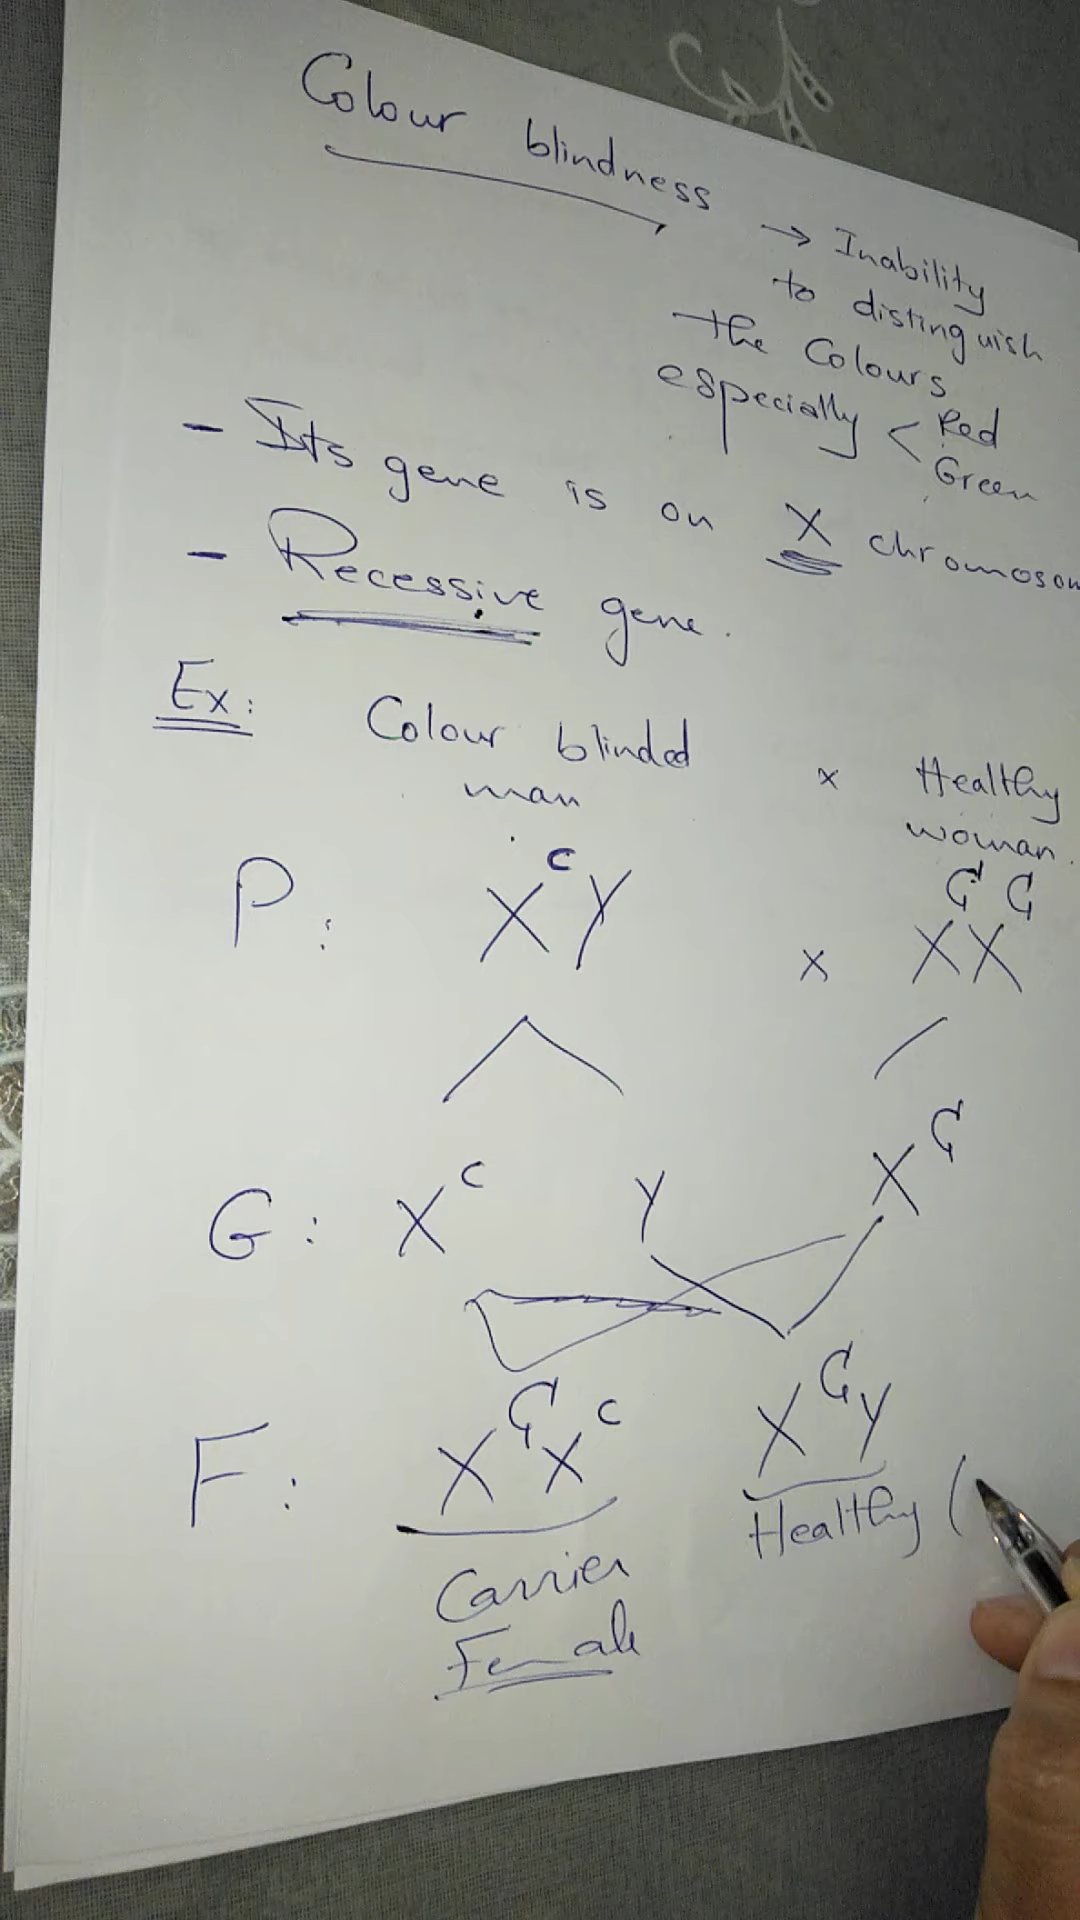 Colour blindness → Inability
to distinguish
the Colours
especially < Red
Green
- Its gene is on X chromosom
- Recessive gene.
Ex: Colour blinded x Healthy
man woman.
P: X^c Y x X^C X^C
G: X^c Y X^C
F: X^C X^c X^C Y
Carrier Healthy (
Female